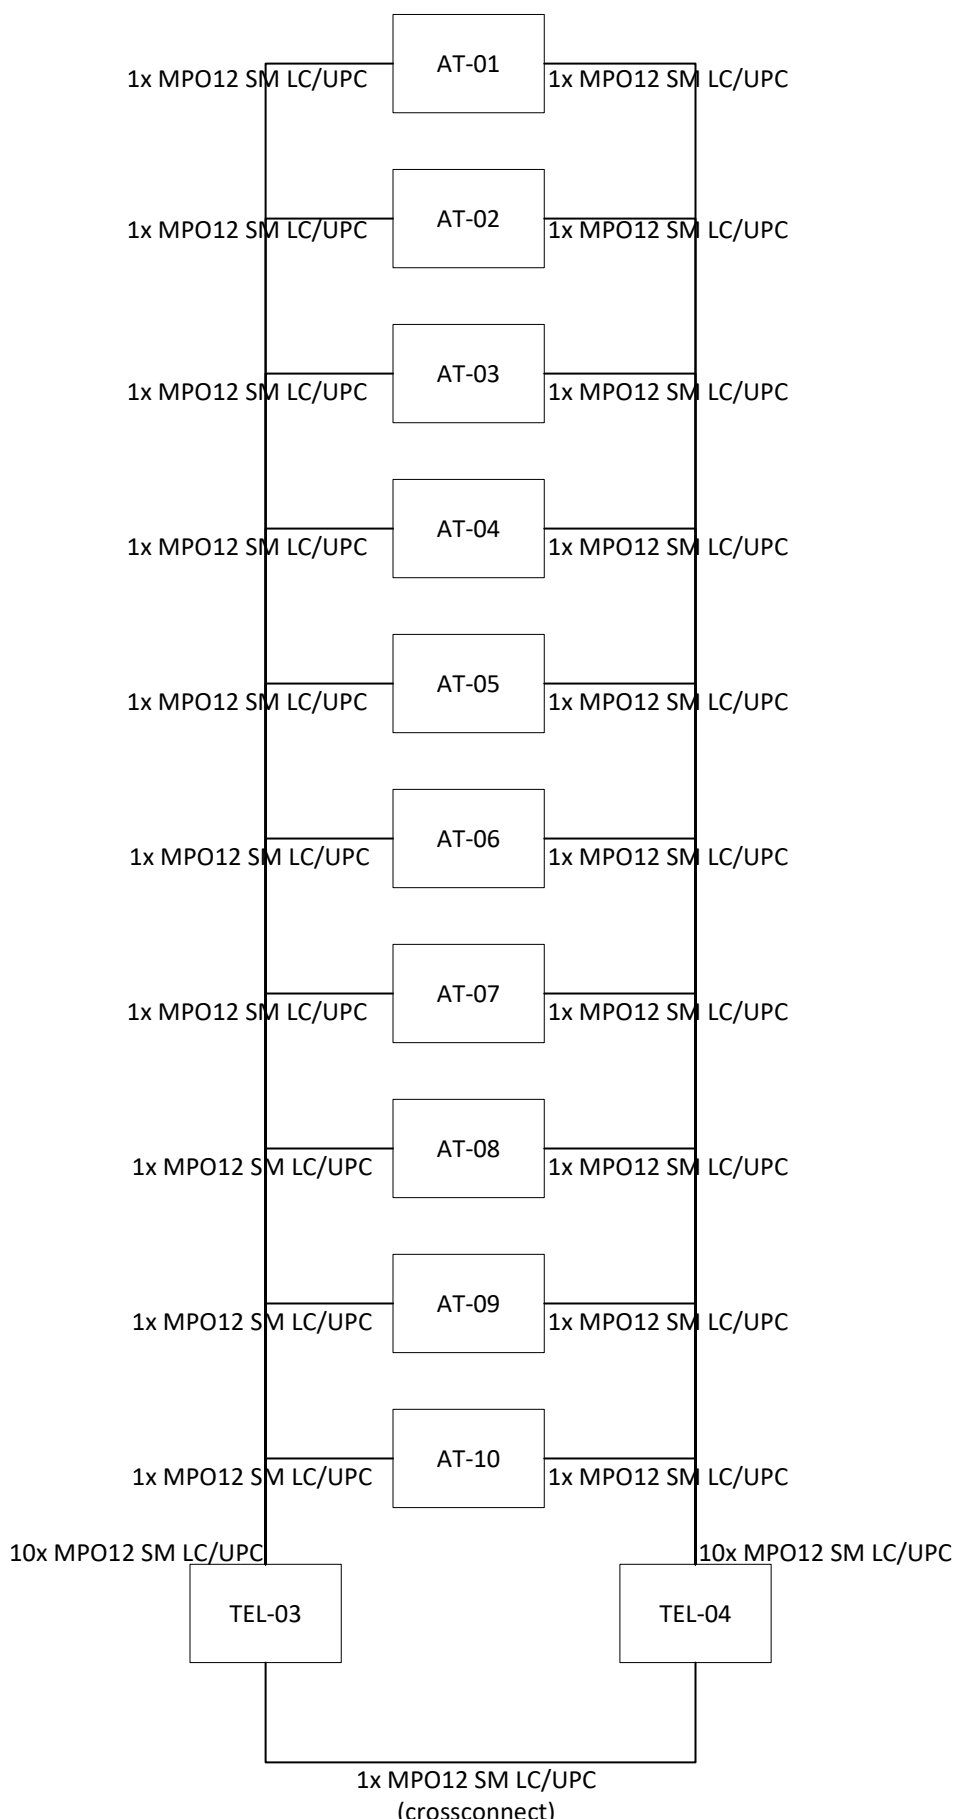 AT-01
1x MPO12 SM LC/UPC
1x MPO12 SM LC/UPC
AT-02
1x MPO12 SM LC/UPC
1x MPO12 SM LC/UPC
AT-03
1x MPO12 SM LC/UPC
1x MPO12 SM LC/UPC
AT-04
1x MPO12 SM LC/UPC
1x MPO12 SM LC/UPC
AT-05
1x MPO12 SM LC/UPC
1x MPO12 SM LC/UPC
AT-06
1x MPO12 SM LC/UPC
1x MPO12 SM LC/UPC
AT-07
1x MPO12 SM LC/UPC
1x MPO12 SM LC/UPC
AT-08
1x MPO12 SM LC/UPC
1x MPO12 SM LC/UPC
AT-09
1x MPO12 SM LC/UPC
1x MPO12 SM LC/UPC
AT-10
1x MPO12 SM LC/UPC
1x MPO12 SM LC/UPC
10x MPO12 SM LC/UPC
10x MPO12 SM LC/UPC
TEL-03
TEL-04
1x MPO12 SM LC/UPC
(crossconnect)